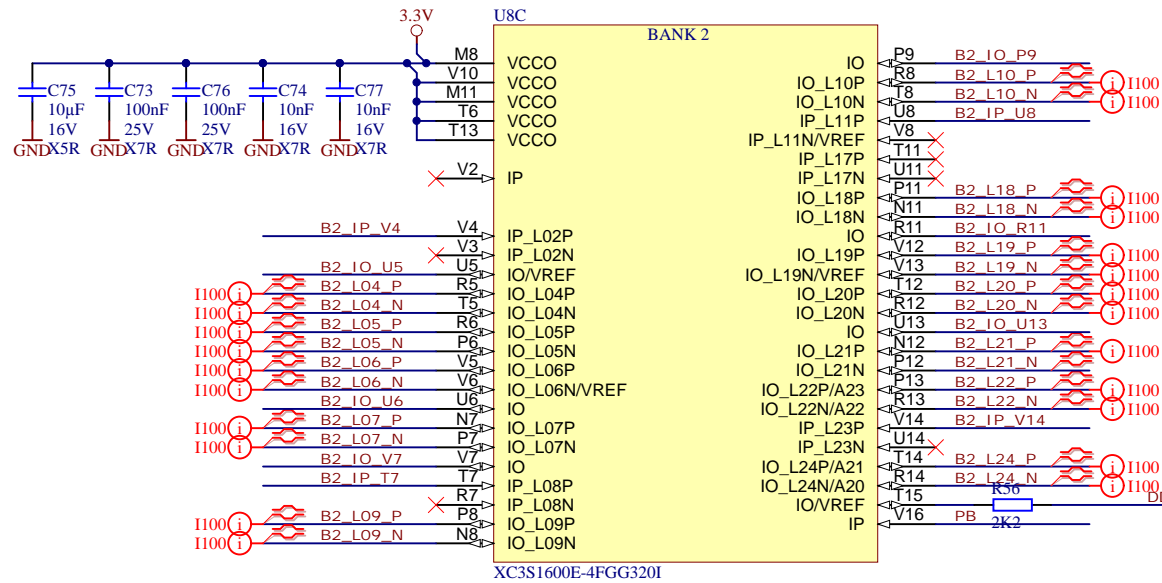 U8C
3.3V
BANK 2
C75
10µF
16V
X5R
GND
C73
100nF
25V
X7R
GND
C76
100nF
25V
X7R
GND
C74
10nF
16V
X7R
GND
C77
10nF
16V
X7R
GND
M8 VCCO
V10 VCCO
M11 VCCO
T6 VCCO
T13 VCCO
V2 IP
B2_IP_V4 V4 IP_L02P
V3 IP_L02N
B2_IO_U5 U5 IO/VREF
I100 i B2_L04_P R5 IO_L04P
I100 i B2_L04_N T5 IO_L04N
I100 i B2_L05_P R6 IO_L05P
I100 i B2_L05_N P6 IO_L05N
I100 i B2_L06_P V5 IO_L06P
I100 i B2_L06_N V6 IO_L06N/VREF
B2_IO_U6 U6 IO
I100 i B2_L07_P N7 IO_L07P
I100 i B2_L07_N P7 IO_L07N
B2_IO_V7 V7 IO
B2_IP_T7 T7 IP_L08P
R7 IP_L08N
I100 i B2_L09_P P8 IO_L09P
I100 i B2_L09_N N8 IO_L09N
IO P9 B2_IO_P9
IO_L10P R8 B2_L10_P i I100
IO_L10N T8 B2_L10_N i I100
IP_L11P U8 B2_IP_U8
IP_L11N/VREF V8
IP_L17P T11
IP_L17N U11
IO_L18P P11 B2_L18_P i I100
IO_L18N N11 B2_L18_N i I100
IO R11 B2_IO_R11
IO_L19P V12 B2_L19_P i I100
IO_L19N/VREF V13 B2_L19_N i I100
IO_L20P T12 B2_L20_P i I100
IO_L20N R12 B2_L20_N i I100
IO U13 B2_IO_U13
IO_L21P N12 B2_L21_P i I100
IO_L21N P12 B2_L21_N
IO_L22P/A23 P13 B2_L22_P i I100
IO_L22N/A22 R13 B2_L22_N i I100
IP_L23P V14 B2_IP_V14
IP_L23N U14
IO_L24P/A21 T14 B2_L24_P i I100
IO_L24N/A20 R14 B2_L24_N i I100
IO/VREF T15 R56
2K2
IP V16 PB
XC3S1600E-4FGG320I